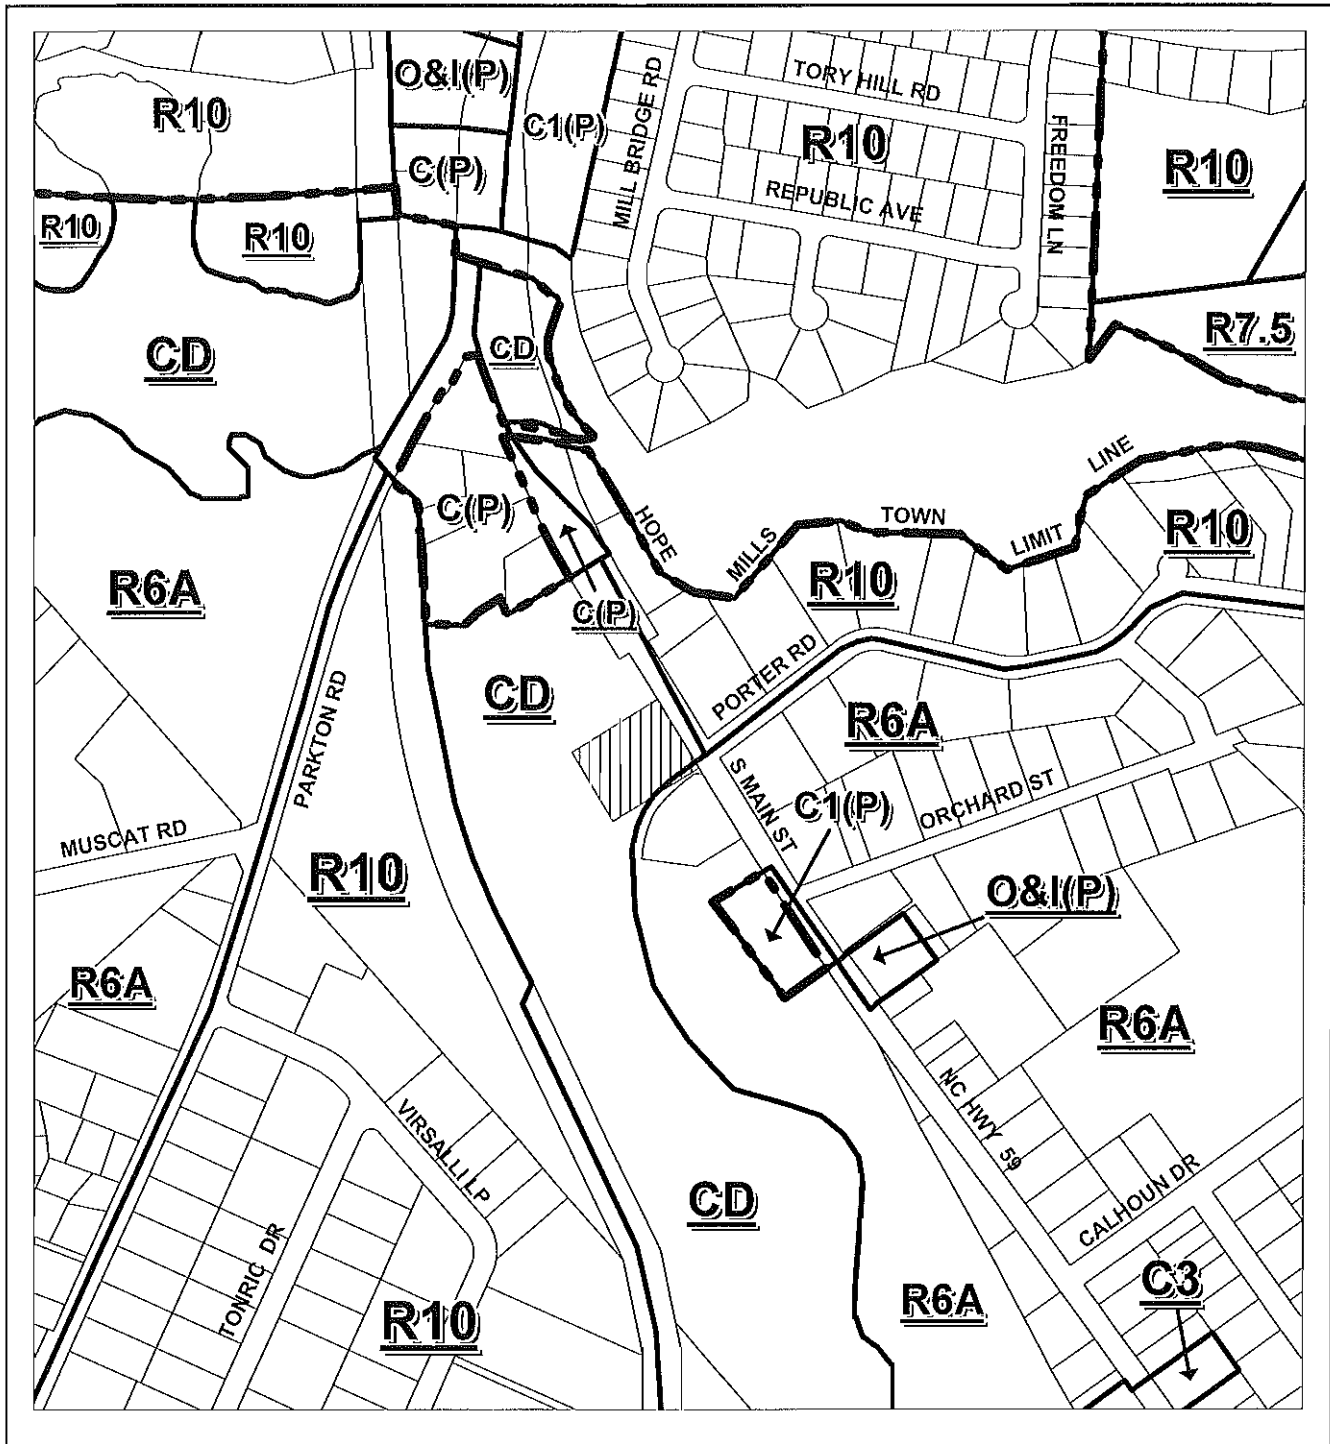 O&I(P)
R10
C1(P)
MILL BRIDGE RD
TORY HILL RD
R10
FREEDOM LN
R10
C(P)
REPUBLIC AVE
R10
R10
CD
CD
R7.5
C(P)
HOPE
MILLS
TOWN
LIMIT
LINE
R10
R10
R6A
C(P)
CD
PARKTON RD
PORTER RD
R6A
S MAIN ST
C1(P)
ORCHARD ST
MUSCAT RD
R10
O&I(P)
R6A
R6A
NC HWY 59
VIRSALLI LP
CALHOUN DR
CD
TONRIC DR
R10
R6A
C3